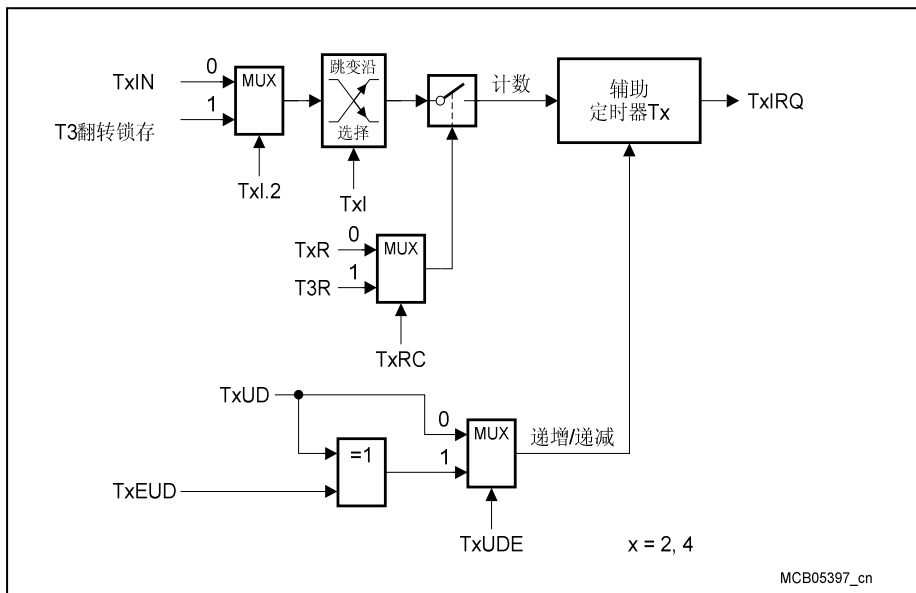 0
TxIN
MUX
1
T3翻转锁存
TxI.2
跳变沿
选择
TxI
计数
辅助
定时器Tx
TxIRQ
0
TxR
MUX
1
T3R
TxRC
TxUD
0
MUX
=1
1
递增/递减
TxEUD
TxUDE
x = 2, 4
MCB05397_cn